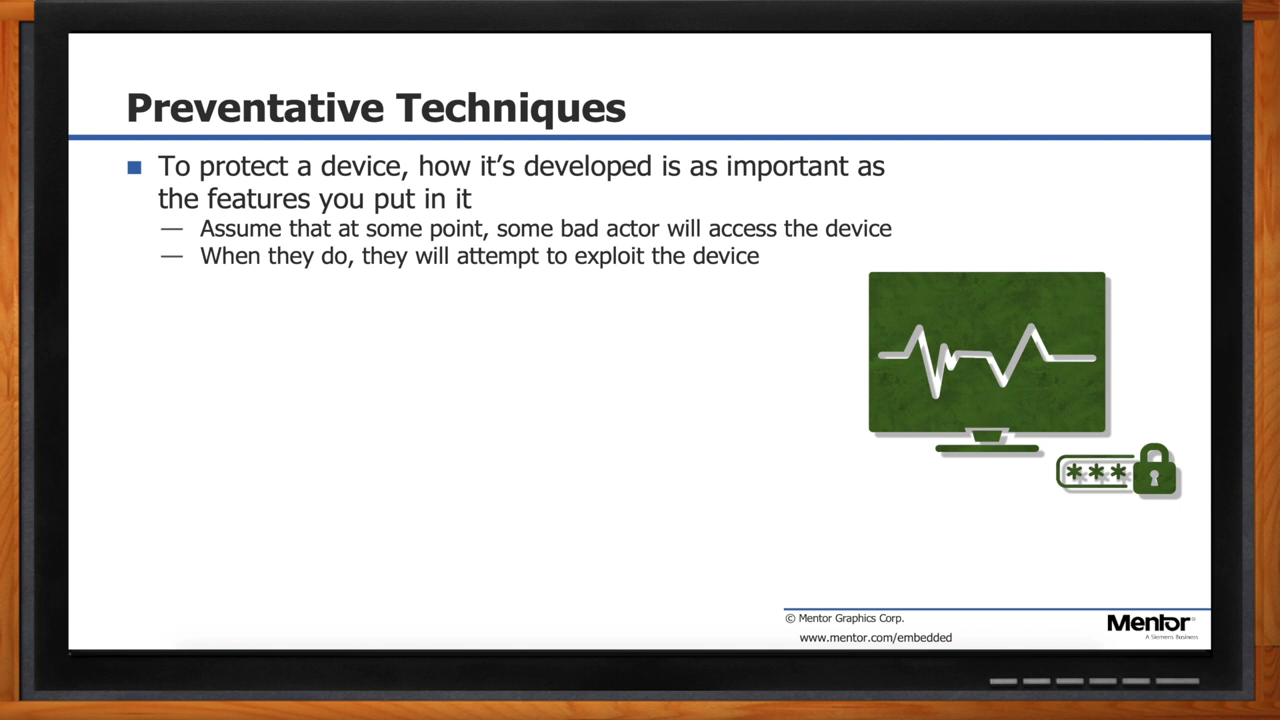 Preventative Techniques
To protect a device, how it's developed is as important as
the features you put in it
— Assume that at some point, some bad actor will access the device
— When they do, they will attempt to exploit the device
***
© Mentor Graphics Corp.
www.mentor.com/embedded
Mentor
A Siemens Business